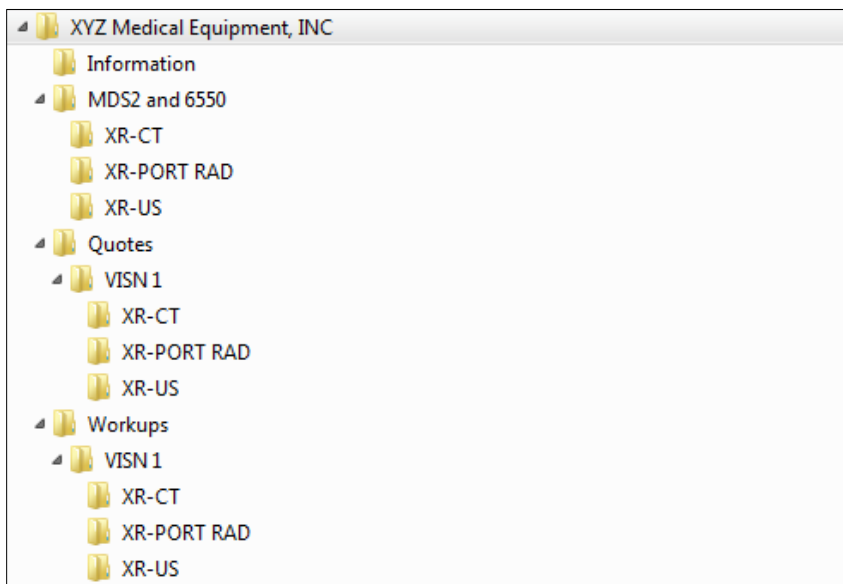 XYZ Medical Equipment, INC
Information
MDS2 and 6550
XR-CT
XR-PORT RAD
XR-US
Quotes
VISN 1
XR-CT
XR-PORT RAD
XR-US
Workups
VISN 1
XR-CT
XR-PORT RAD
XR-US